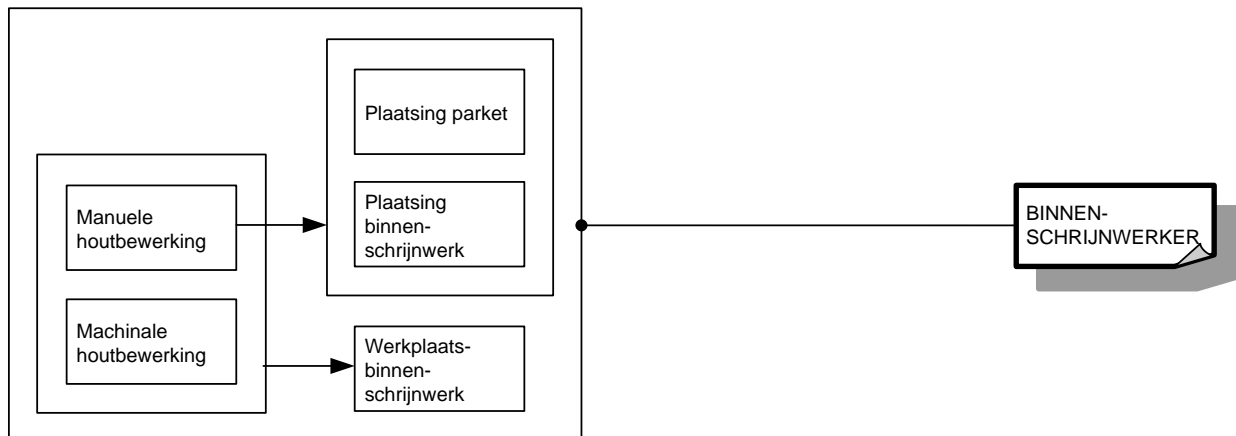 Plaatsing parket
Manuele
houtbewerking
Plaatsing
binnen-
schrijnwerk
Machinale
houtbewerking
Werkplaats-
binnen-
schrijnwerk
BINNEN-
SCHRIJNWERKER